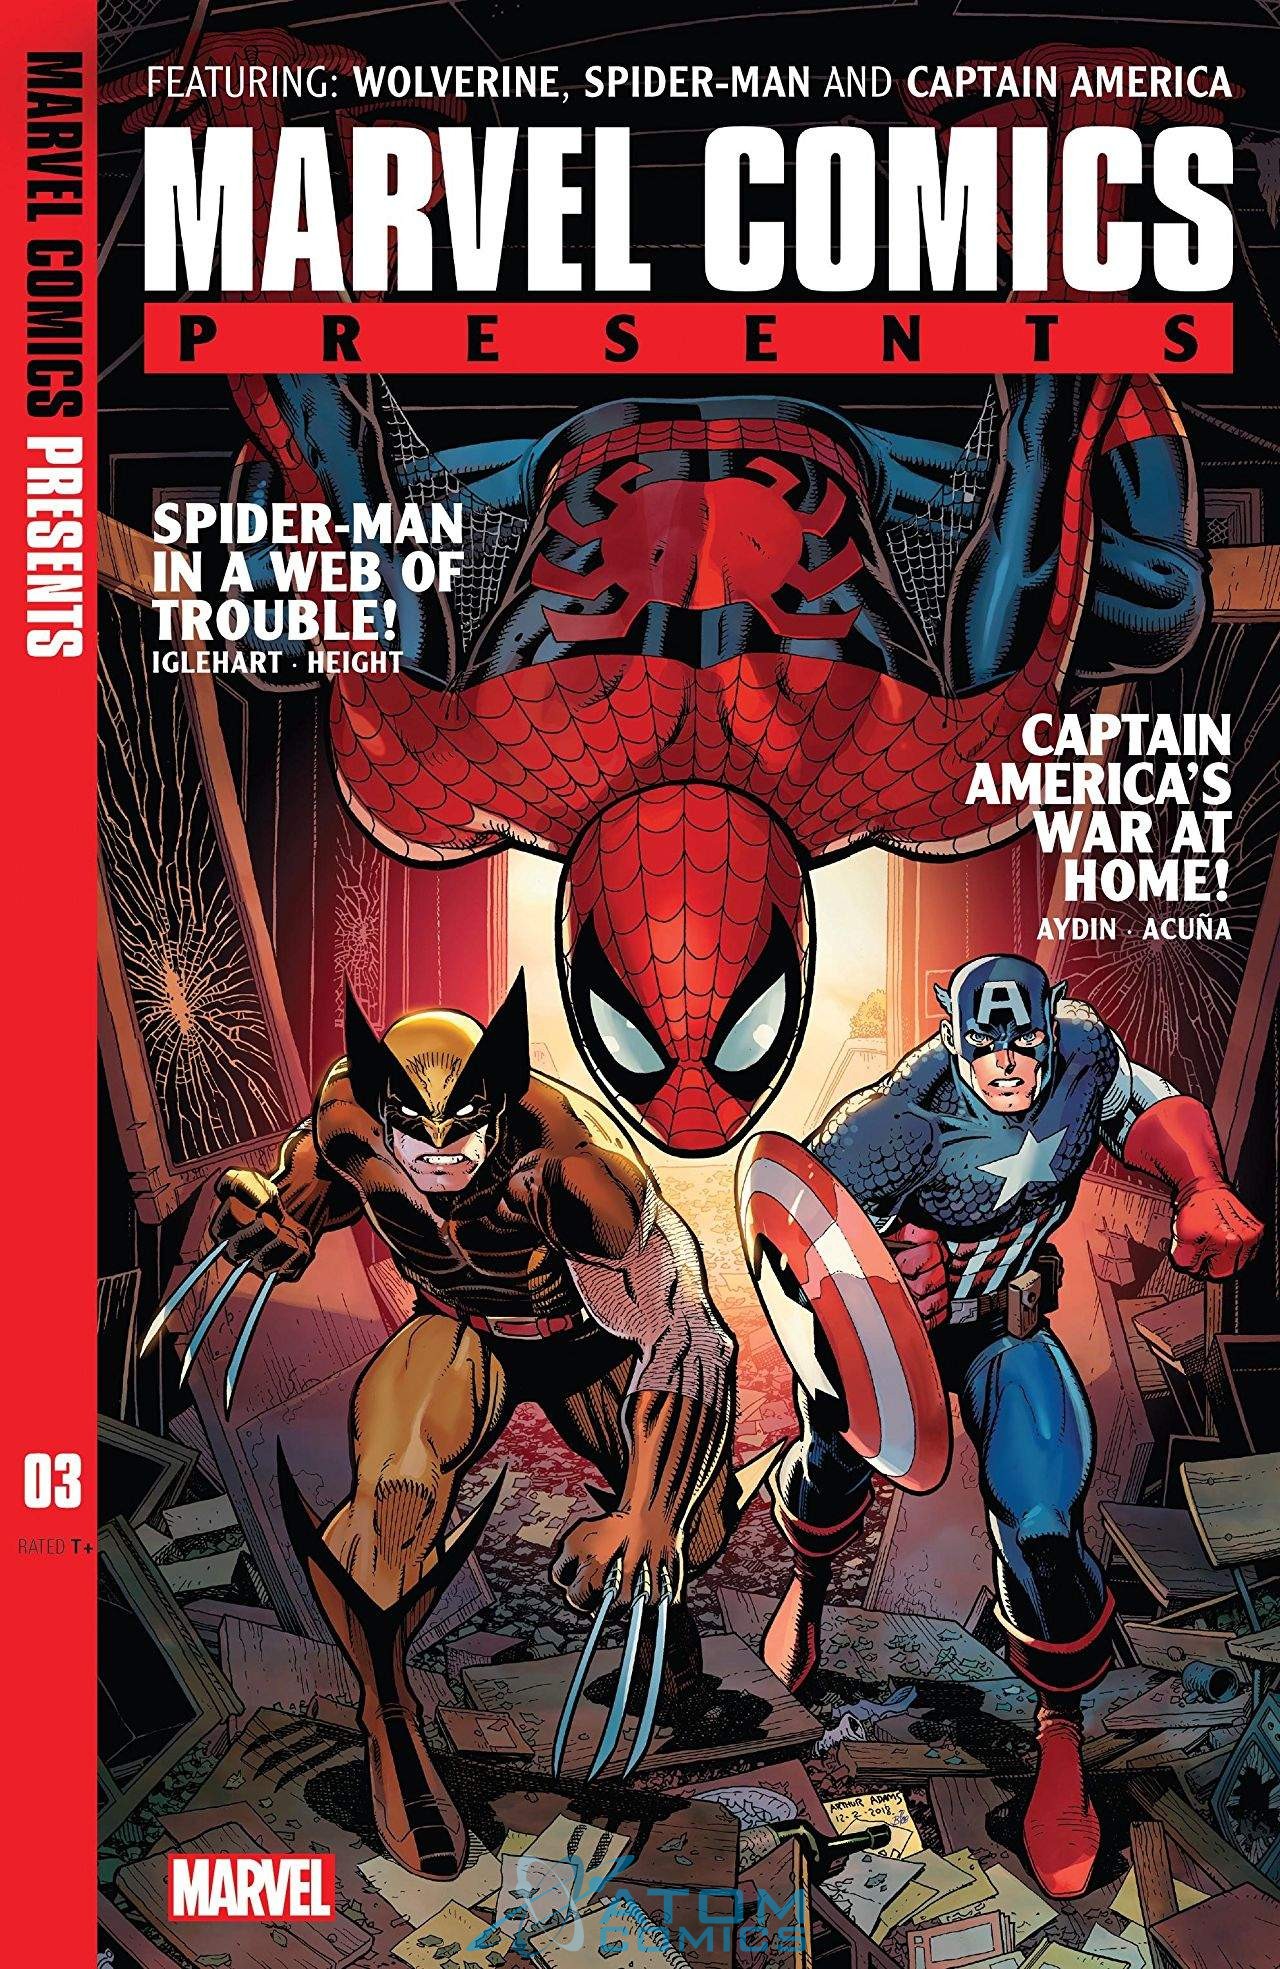 MARVEL COMICS PRESENTS
03
RATED T+
FEATURING: WOLVERINE, SPIDER-MAN AND CAPTAIN AMERICA
MARVEL COMICS
PRESENTS
SPIDER-MAN
IN A WEB OF
TROUBLE!
IGLEHART · HEIGHT
CAPTAIN
AMERICA'S
WAR AT
HOME!
AYDIN · ACUÑA
A
ARTHUR ADAMS
12-2-2018
MARVEL
ATOM
COMICS